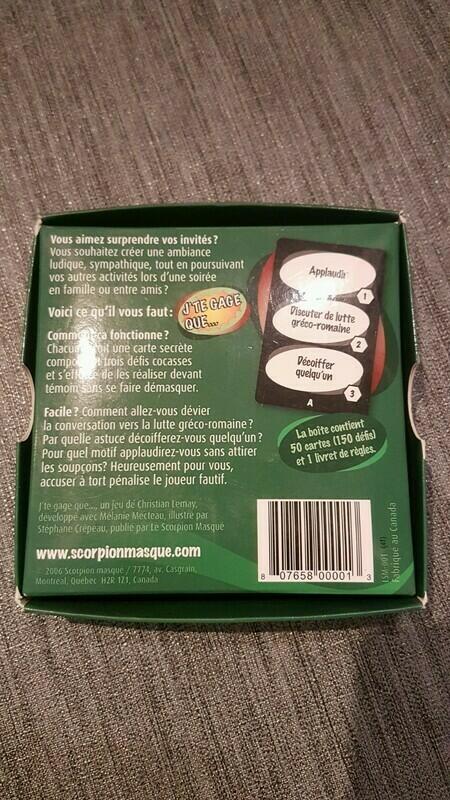 Vous aimez surprendre vos invités ?
Vous souhaitez créer une ambiance
ludique, sympathique, tout en poursuivant
vos autres activités lors d'une soirée
en famille ou entre amis ?
Voici ce qu'il vous faut :
J'TE GAGE
QUE...
Comment ça fonctionne ?
Chacun reçoit une carte secrète
comportant trois défis cocasses
et s'efforce de les réaliser devant
témoins sans se faire démasquer.
Facile ? Comment allez-vous dévier
la conversation vers la lutte gréco-romaine ?
Par quelle astuce décoifferez-vous quelqu'un ?
Pour quel motif applaudirez-vous sans attirer
les soupçons? Heureusement pour vous,
accuser à tort pénalise le joueur fautif.
J'te gage que..., un jeu de Christian Lemay,
développé avec Mélanie Mecteau, illustré par
Stéphane Crépeau, publié par Le Scorpion Masqué
www.scorpionmasque.com
© 2006 Scorpion masqué / 7774, av. Casgrain,
Montréal, Québec H2R 1Z1, Canada
Applaudir
1
Discuter de lutte
gréco-romaine
2
Décoiffer
quelqu'un
3
A
La boîte contient
50 cartes (150 défis)
et 1 livret de règles.
8 07658 00001 3
LSM-001 (4F)
Fabriqué au Canada